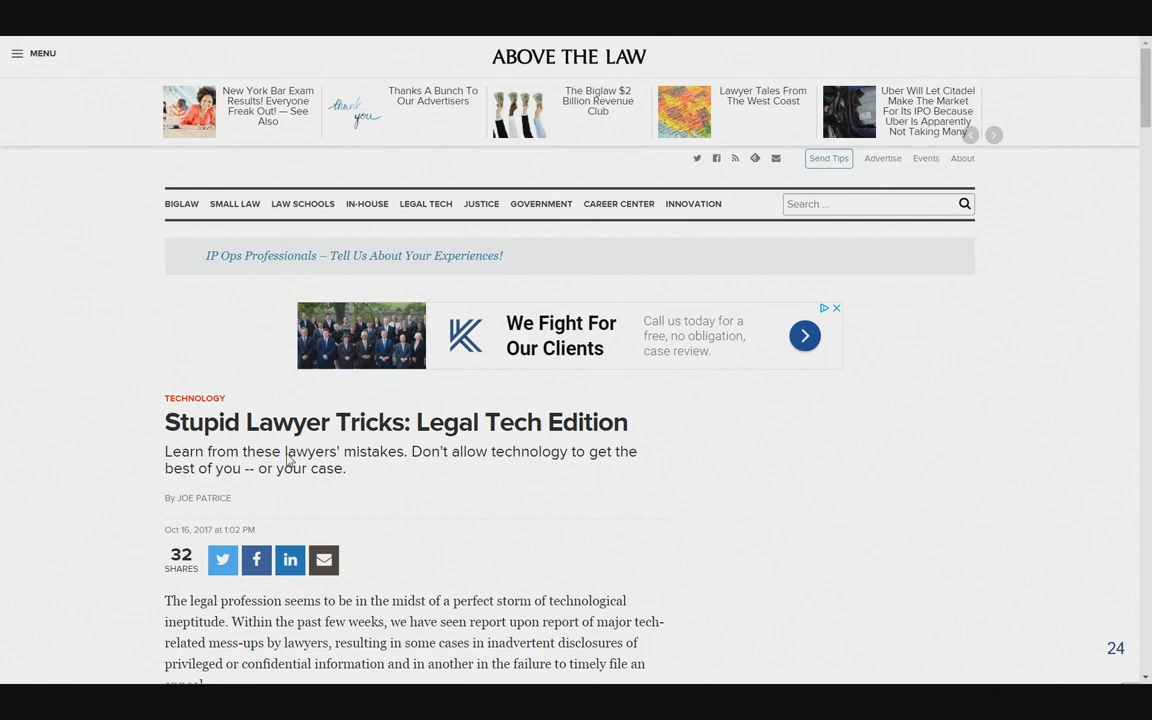 MENU
ABOVE THE LAW
New York Bar Exam
Results! Everyone
Freak Out! — See
Also
thank
you
Thanks A Bunch To
Our Advertisers
The Biglaw $2
Billion Revenue
Club
Lawyer Tales From
The West Coast
Uber Will Let Citadel
Make The Market
For Its IPO Because
Uber Is Apparently
Not Taking Many
Send Tips Advertise Events About
BIGLAW SMALL LAW LAW SCHOOLS IN-HOUSE LEGAL TECH JUSTICE GOVERNMENT CAREER CENTER INNOVATION
Search ...
IP Ops Professionals – Tell Us About Your Experiences!
We Fight For
Our Clients
Call us today for a
free, no obligation,
case review.
TECHNOLOGY
Stupid Lawyer Tricks: Legal Tech Edition
Learn from these lawyers' mistakes. Don't allow technology to get the
best of you -- or your case.
By JOE PATRICE
Oct 16, 2017 at 1:02 PM
32
SHARES
The legal profession seems to be in the midst of a perfect storm of technological
ineptitude. Within the past few weeks, we have seen report upon report of major tech-
related mess-ups by lawyers, resulting in some cases in inadvertent disclosures of
privileged or confidential information and in another in the failure to timely file an
24